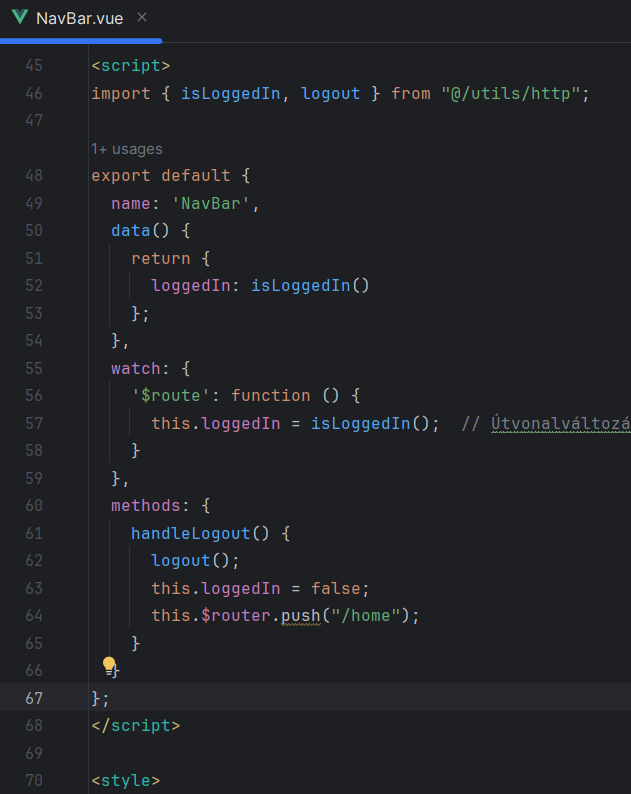 NavBar.vue
45 <script>
46 import { isLoggedIn, logout } from "@/utils/http";
47
1+ usages
48 export default {
49   name: 'NavBar',
50   data() {
51     return {
52       loggedIn: isLoggedIn()
53     };
54   },
55   watch: {
56     '$route': function () {
57       this.loggedIn = isLoggedIn();  // Útvonalváltozá
58     }
59   },
60   methods: {
61     handleLogout() {
62       logout();
63       this.loggedIn = false;
64       this.$router.push("/home");
65     }
66   }
67 };
68 </script>
69
70 <style>